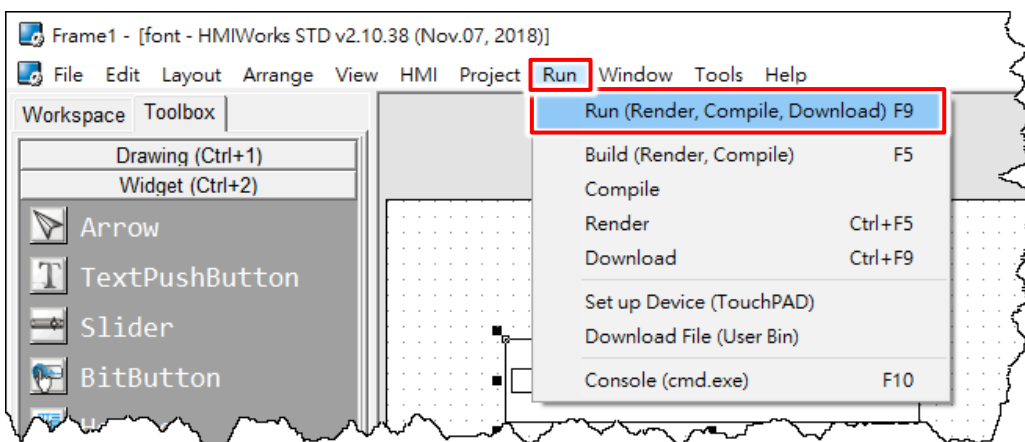 Frame1 - [font - HMIWorks STD v2.10.38 (Nov.07, 2018)]
File Edit Layout Arrange View HMI Project Run Window Tools Help
Workspace Toolbox
Drawing (Ctrl+1)
Widget (Ctrl+2)
Arrow
TextPushButton
Slider
BitButton
Run (Render, Compile, Download) F9
Build (Render, Compile) F5
Compile
Render Ctrl+F5
Download Ctrl+F9
Set up Device (TouchPAD)
Download File (User Bin)
Console (cmd.exe) F10